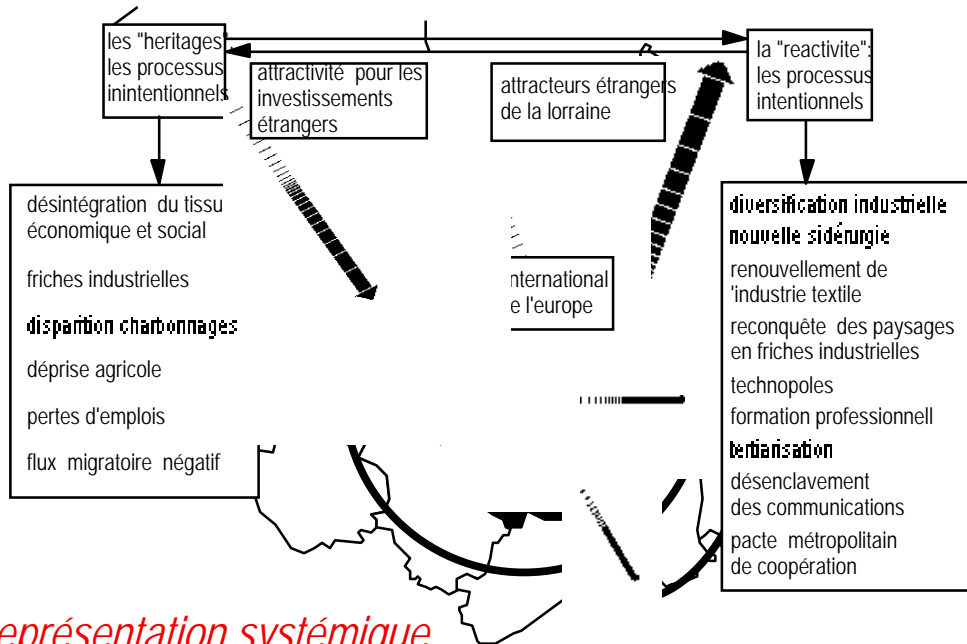 les "heritages"
les processus
inintentionnels
attractivité pour les
investissements
étrangers
attracteurs étrangers
de la lorraine
la "reactivite":
les processus
intentionnels
désintégration du tissu
économique et social
friches industrielles
disparition charbonnages
déprise agricole
pertes d'emplois
flux migratoire négatif
nternational
e l'europe
diversification industrielle
nouvelle sidérurgie
renouvellement de
'industrie textile
reconquête des paysages
en friches industrielles
technopoles
formation professionnell
tertiarisation
désenclavement
des communications
pacte métropolitain
de coopération
eprésentation systémique